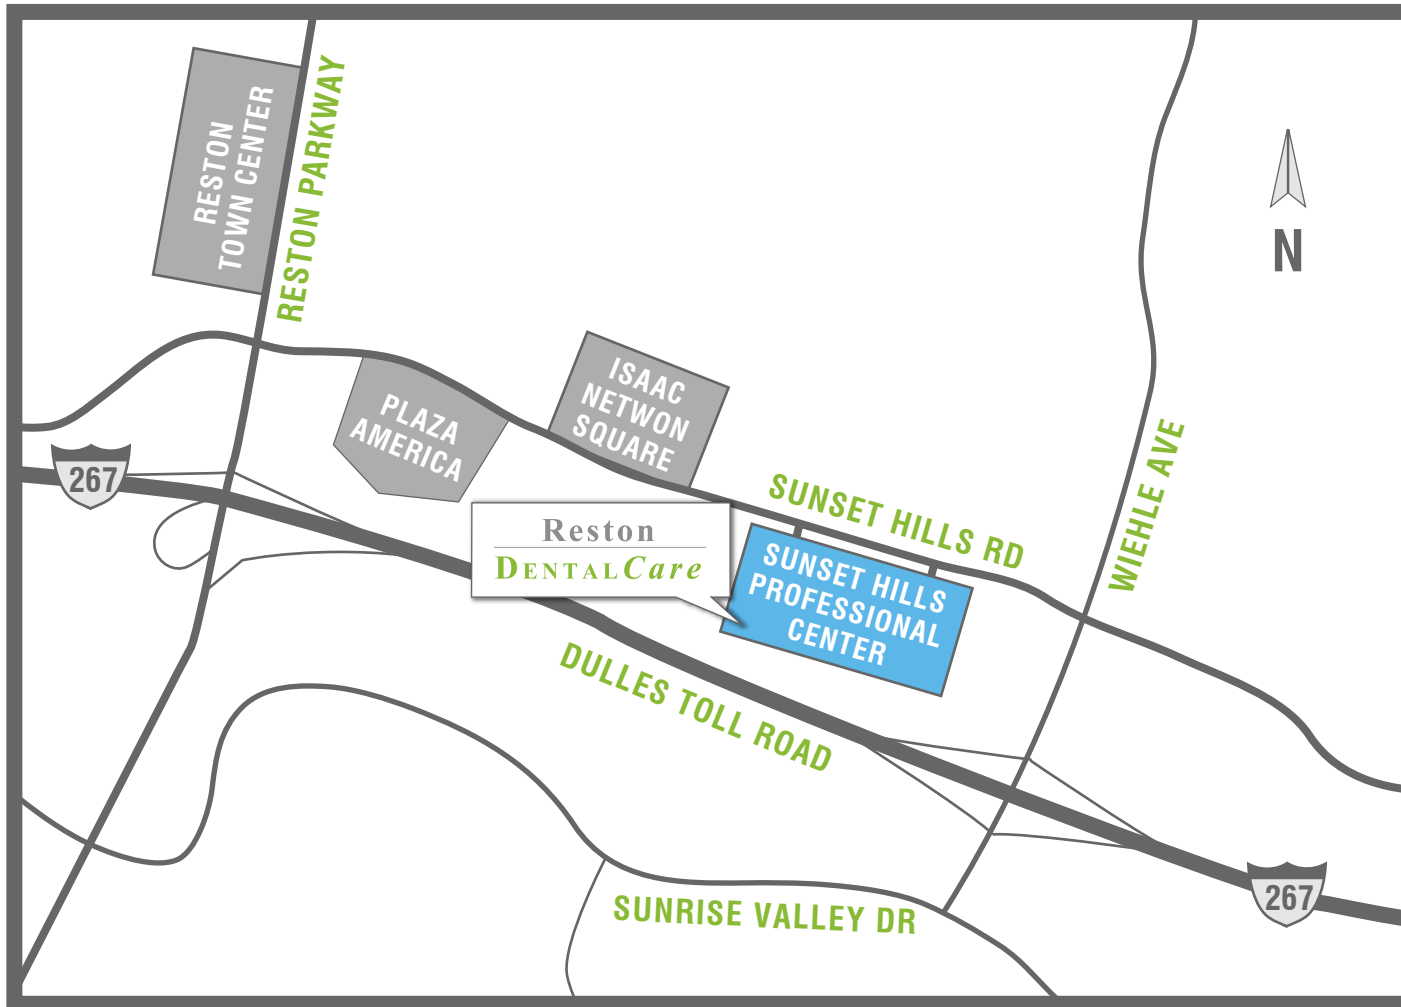 RESTON
TOWN CENTER
RESTON PARKWAY
N
ISAAC
NETWON
SQUARE
PLAZA
AMERICA
267
SUNSET HILLS RD
WIEHLE AVE
Reston
DENTALCare
SUNSET HILLS
PROFESSIONAL
CENTER
DULLES TOLL ROAD
267
SUNRISE VALLEY DR